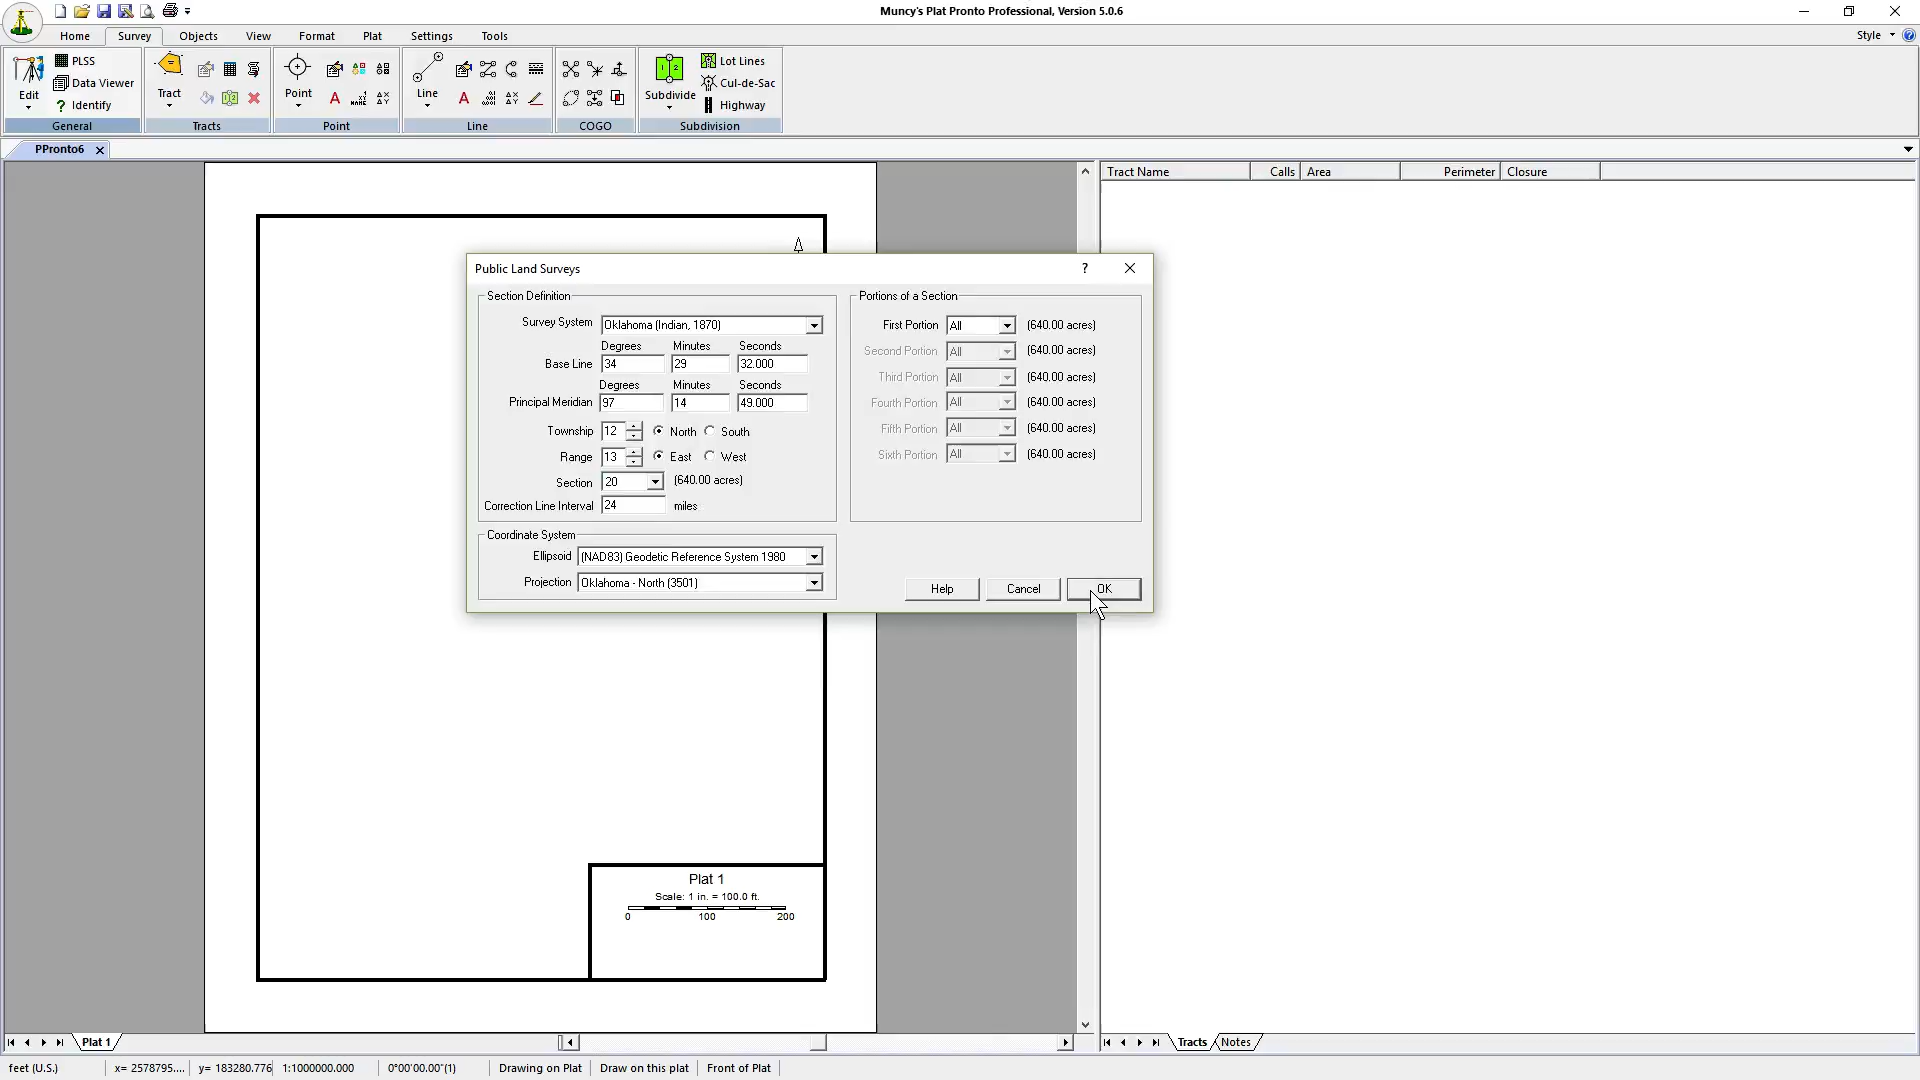 Muncy's Plat Pronto Professional, Version 5.0.6
Home Survey Objects View Format Plat Settings Tools
Style
PLSS
Data Viewer
Identify
Edit
Tract
Point
Line
Subdivide
Lot Lines
Cul-de-Sac
Highway
General Tracts Point Line COGO Subdivision
PPronto6
Tract Name Calls Area Perimeter Closure
Public Land Surveys
Section Definition
Survey System Oklahoma (Indian, 1870)
Degrees Minutes Seconds
Base Line 34 29 32.000
Degrees Minutes Seconds
Principal Meridian 97 14 49.000
Township 12 North South
Range 13 East West
Section 20 (640.00 acres)
Correction Line Interval 24 miles
Coordinate System
Ellipsoid (NAD83) Geodetic Reference System 1980
Projection Oklahoma - North (3501)
Portions of a Section
First Portion All (640.00 acres)
Second Portion All (640.00 acres)
Third Portion All (640.00 acres)
Fourth Portion All (640.00 acres)
Fifth Portion All (640.00 acres)
Sixth Portion All (640.00 acres)
Help Cancel OK
Plat 1
Scale: 1 in. = 100.0 ft.
0 100 200
Plat 1
Tracts Notes
feet (U.S.) x= 2578795.... y= 183280.776 1:1000000.000 0°00'00.00"(1) Drawing on Plat Draw on this plat Front of Plat